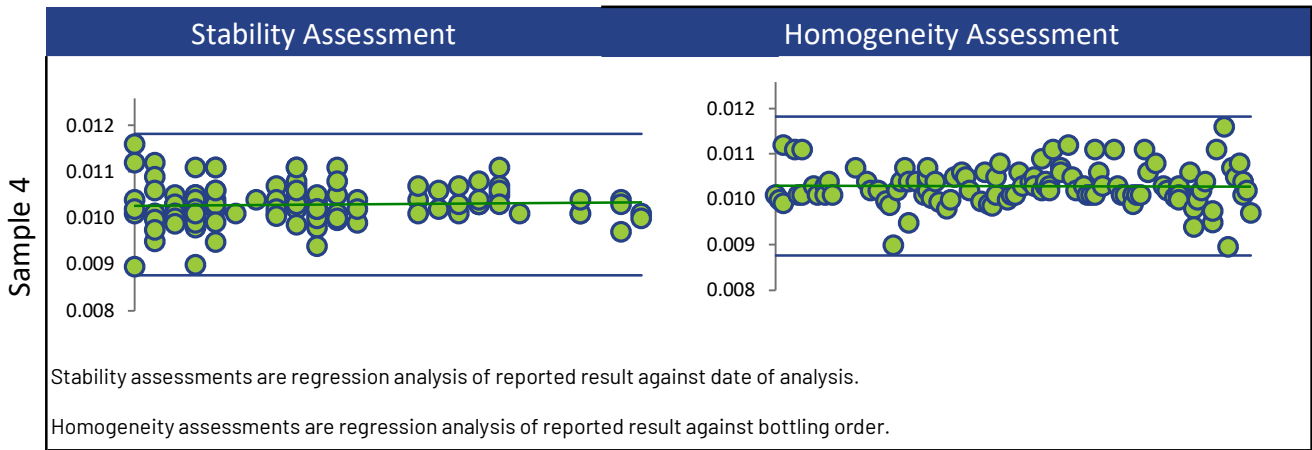 Stability Assessment
Homogeneity Assessment
Sample 4
0.012
0.011
0.010
0.009
0.008
0.012
0.011
0.010
0.009
0.008
Stability assessments are regression analysis of reported result against date of analysis.
Homogeneity assessments are regression analysis of reported result against bottling order.